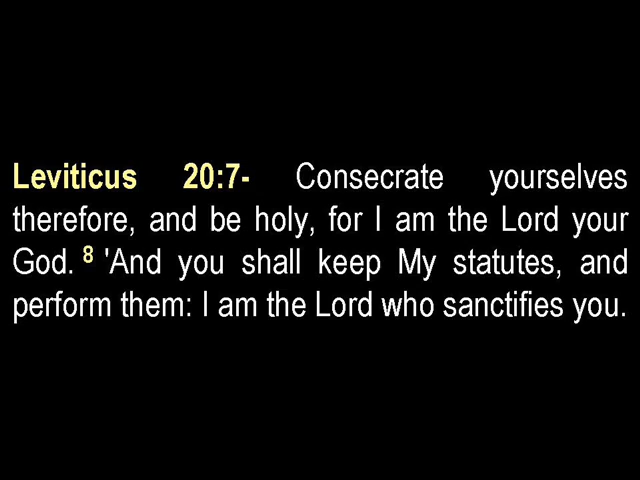 Leviticus 20:7- Consecrate yourselves
therefore, and be holy, for I am the Lord your
God. 8 'And you shall keep My statutes, and
perform them: I am the Lord who sanctifies you.